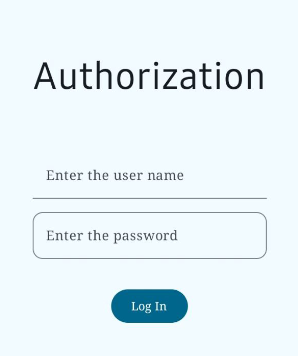 Authorization
Enter the user name
Enter the password
Log In